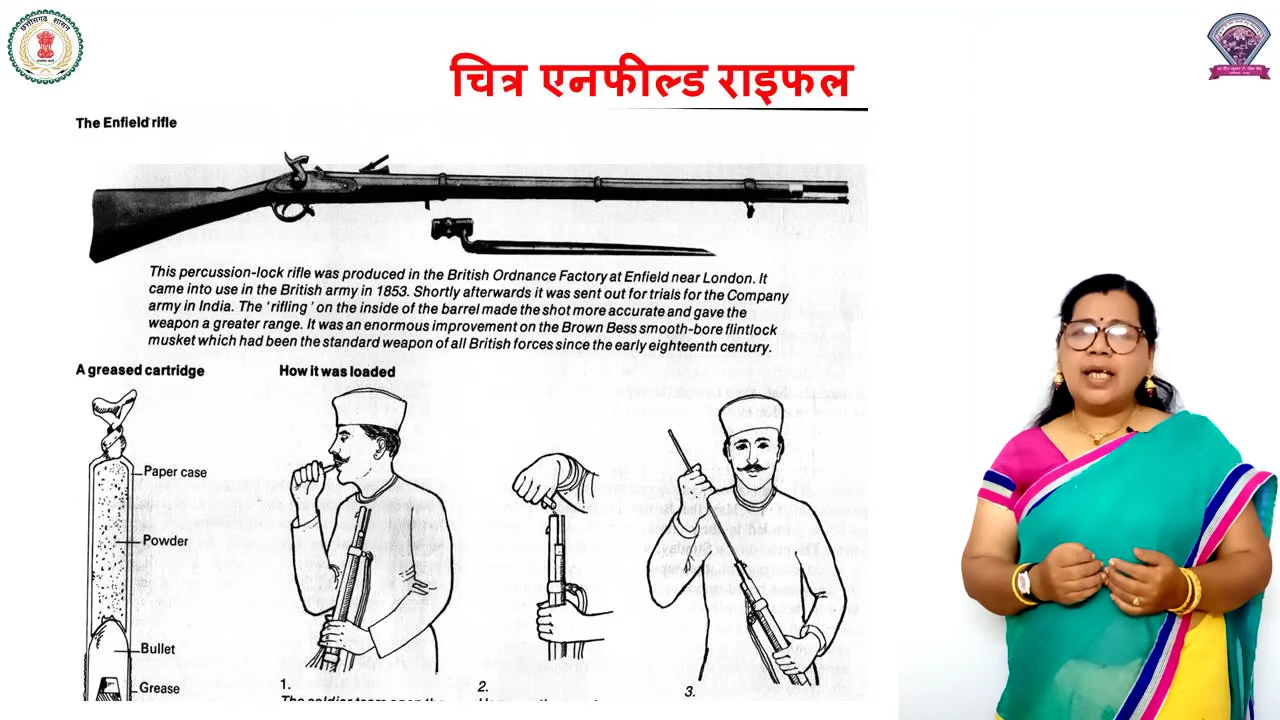 छत्तीसगढ़ शासन
चित्र एनफील्ड राइफल
The Enfield rifle
This percussion-lock rifle was produced in the British Ordnance Factory at Enfield near London. It
came into use in the British army in 1853. Shortly afterwards it was sent out for trials for the Company
army in India. The 'rifling' on the inside of the barrel made the shot more accurate and gave the
weapon a greater range. It was an enormous improvement on the Brown Bess smooth-bore flintlock
musket which had been the standard weapon of all British forces since the early eighteenth century.
A greased cartridge
How it was loaded
Paper case
Powder
Bullet
Grease
1.
2.
3.